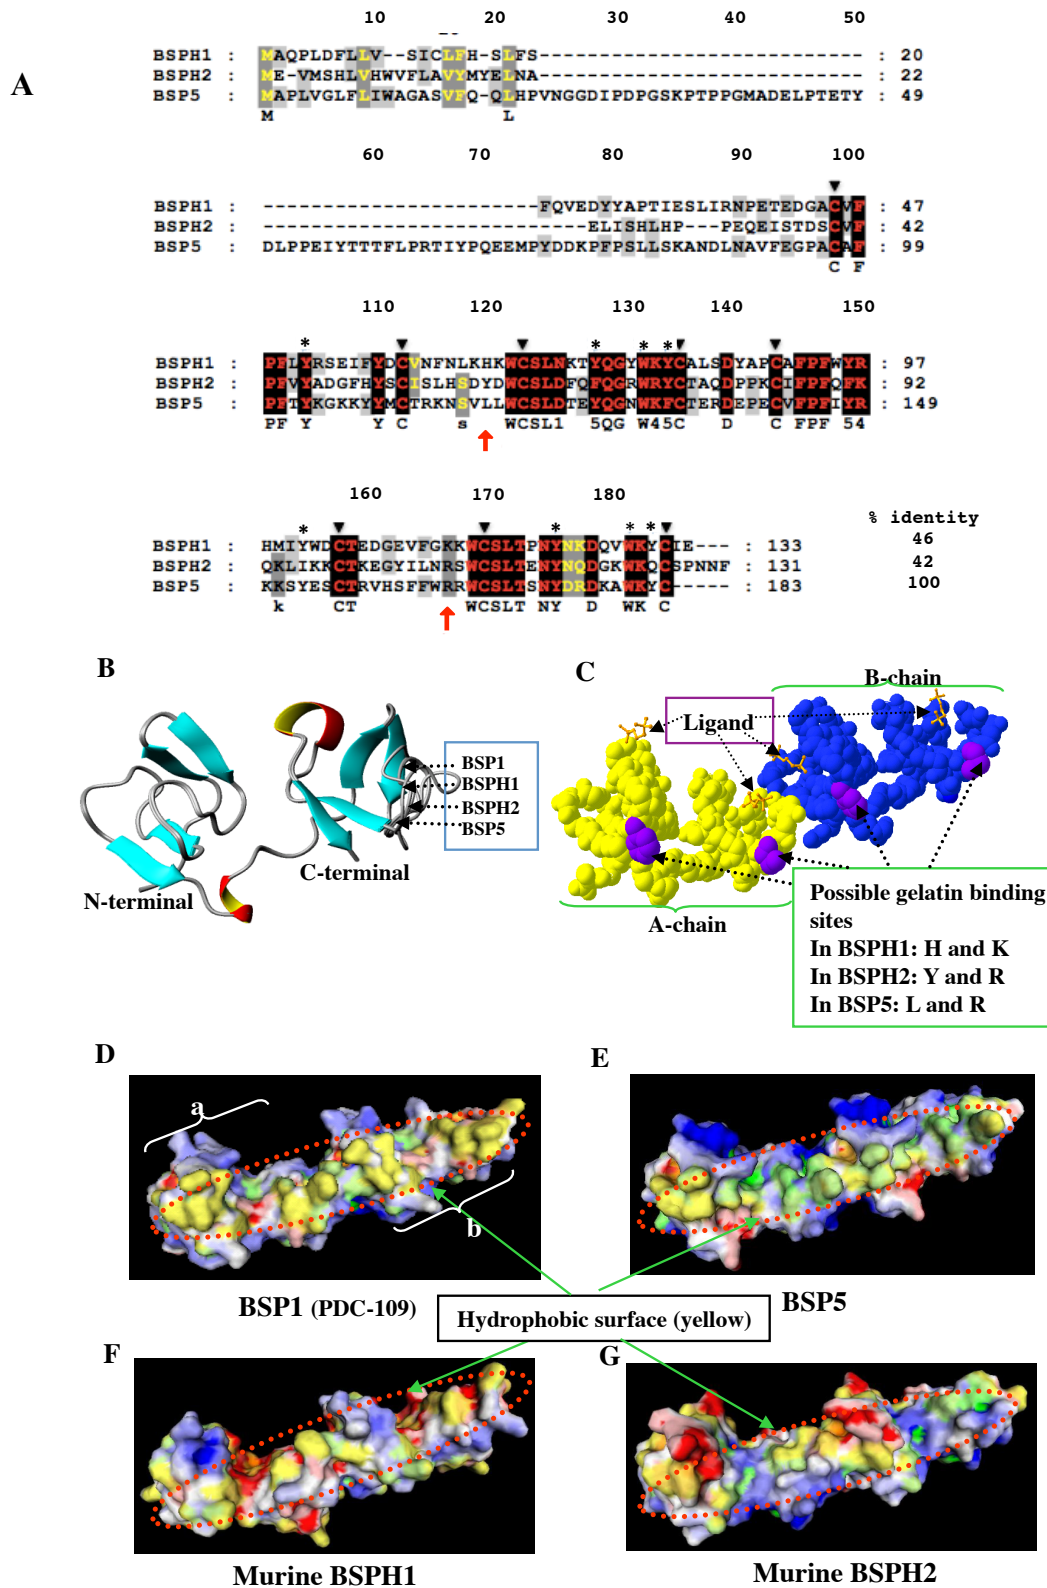 A
10 20 30 40 50
BSPH1 : MAQPLDFLLV--SICLFH-SLFS--------------------------- : 20
BSPH2 : ME-VMSHLVHWVFLAVYMYELNA--------------------------- : 22
BSP5 : MAPLVGLFLIWAGASVFQ-QLHPVNGGDIPDPGSKPTPPGMADELPTETY : 49
M L
60 70 80 90 100
BSPH1 : -----------------------FQVEDYYAPTIESLIRNPETEDGACVF : 47
BSPH2 : ---------------------------ELISHLHP---PEQEISTDSCVF : 42
BSP5 : DLPPEIYTTTFLPRTIYPQEEMPYDDKPFPSLLSKANDLNAVFEGPACAF : 99
C F
110 120 130 140 150
* * * *
BSPH1 : PFLYRSEIFYDCVNFNLKHKWCSLNKTYQGYWKYCALSDYAPCAFPFWYR : 97
BSPH2 : PFVYADGFHYSCISLHSDYDWCSLDFQFQGRWRYCTAQDPPKCIFPFQFK : 92
BSP5 : PFTYKGKKYYMCTRKNSVLLWCSLDTEYQGNWKFCTERDEPECVFPFIYR : 149
PF Y Y C s WCSL1 5QG W45C D C FPF 54
160 170 180
* * * *
BSPH1 : HMIYWDCTEDGEVFGKKWCSLTPNYNKDQVWKYCIE--- : 133
BSPH2 : QKLIKKCTKEGYILNRSWCSLTENYNQDGKWKQCSPNNF : 131
BSP5 : KKSYESCTRVHSFFWRRWCSLTSNYDRDKAWKYC----- : 183
k CT WCSLT NY D WK C
% identity
46
42
100
B
BSP1
BSPH1
BSPH2
BSP5
C-terminal
N-terminal
C
B-chain
Ligand
A-chain
Possible gelatin binding
sites
In BSPH1: H and K
In BSPH2: Y and R
In BSP5: L and R
D
a
b
BSP1 (PDC-109)
E
BSP5
Hydrophobic surface (yellow)
F
Murine BSPH1
G
Murine BSPH2